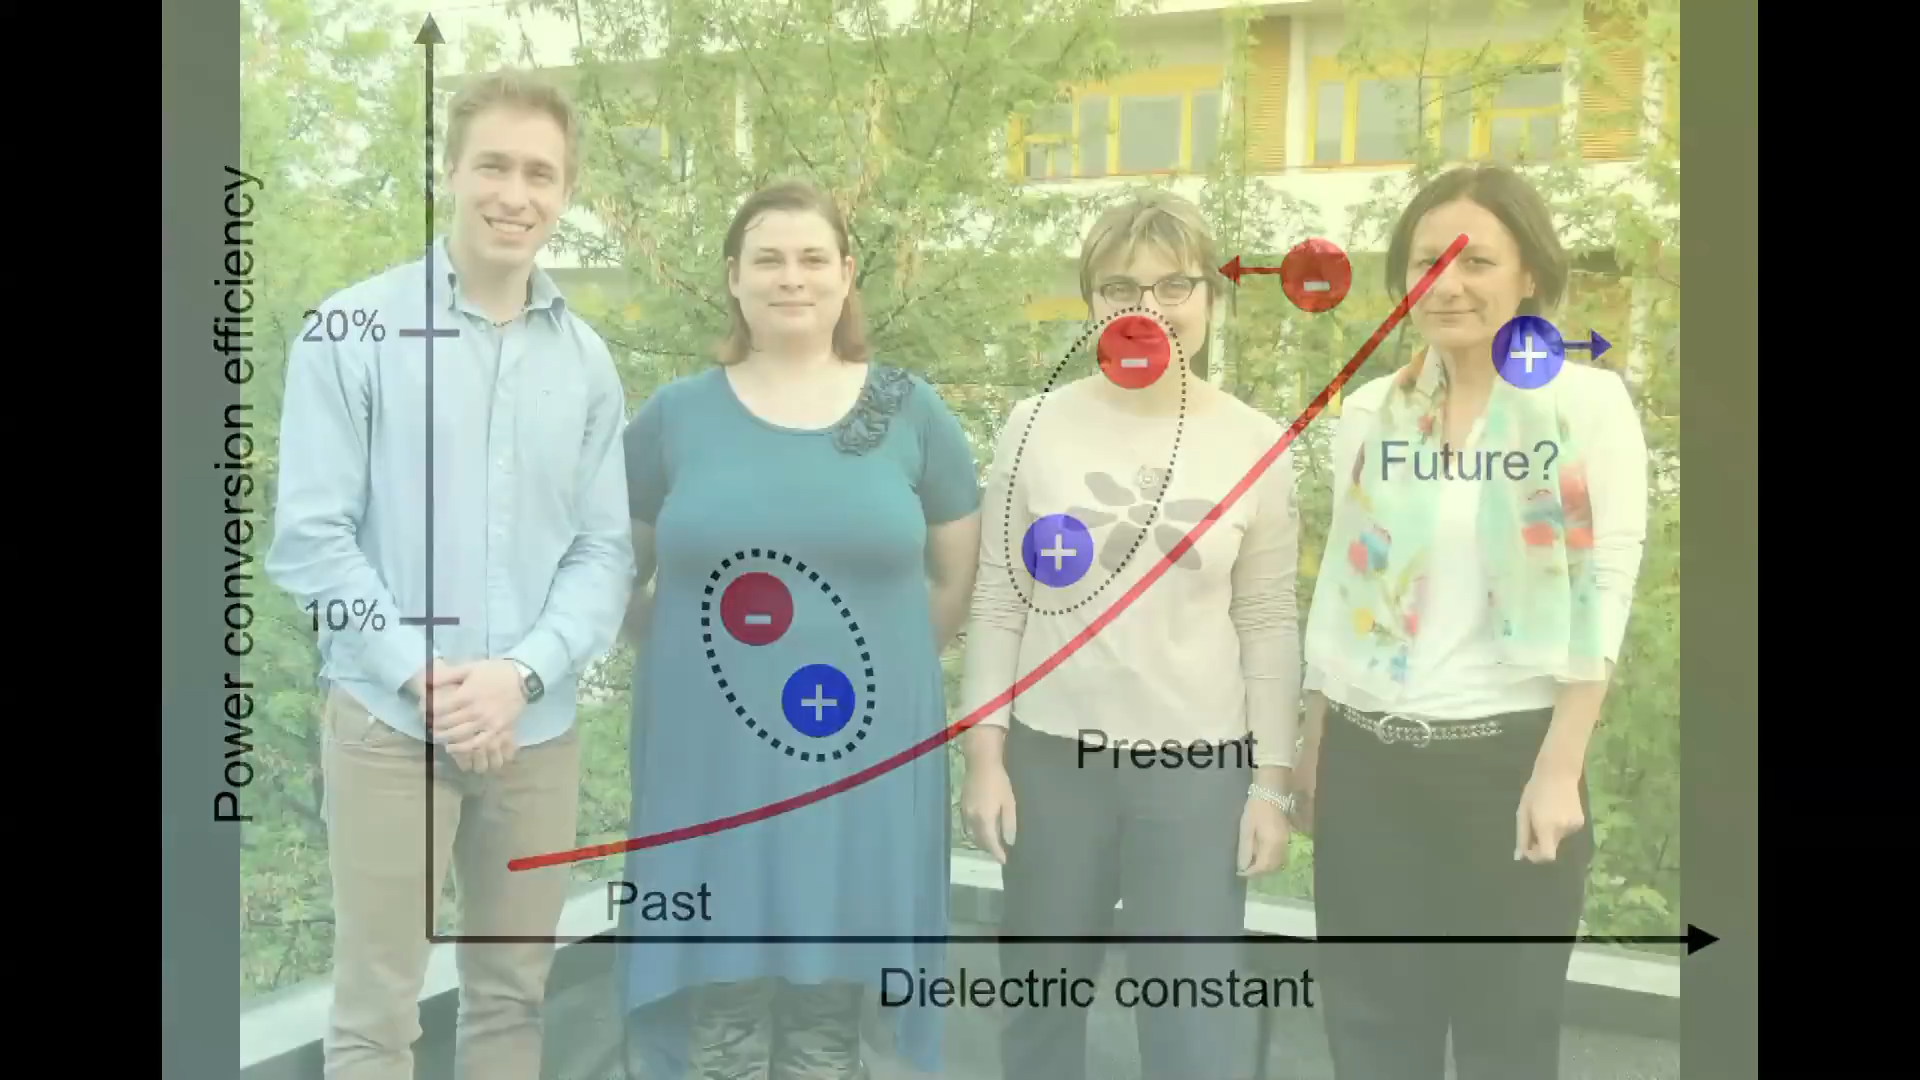 Power conversion efficiency
20%
10%
-
+
-
+
-
+
Future?
Present
Past
Dielectric constant